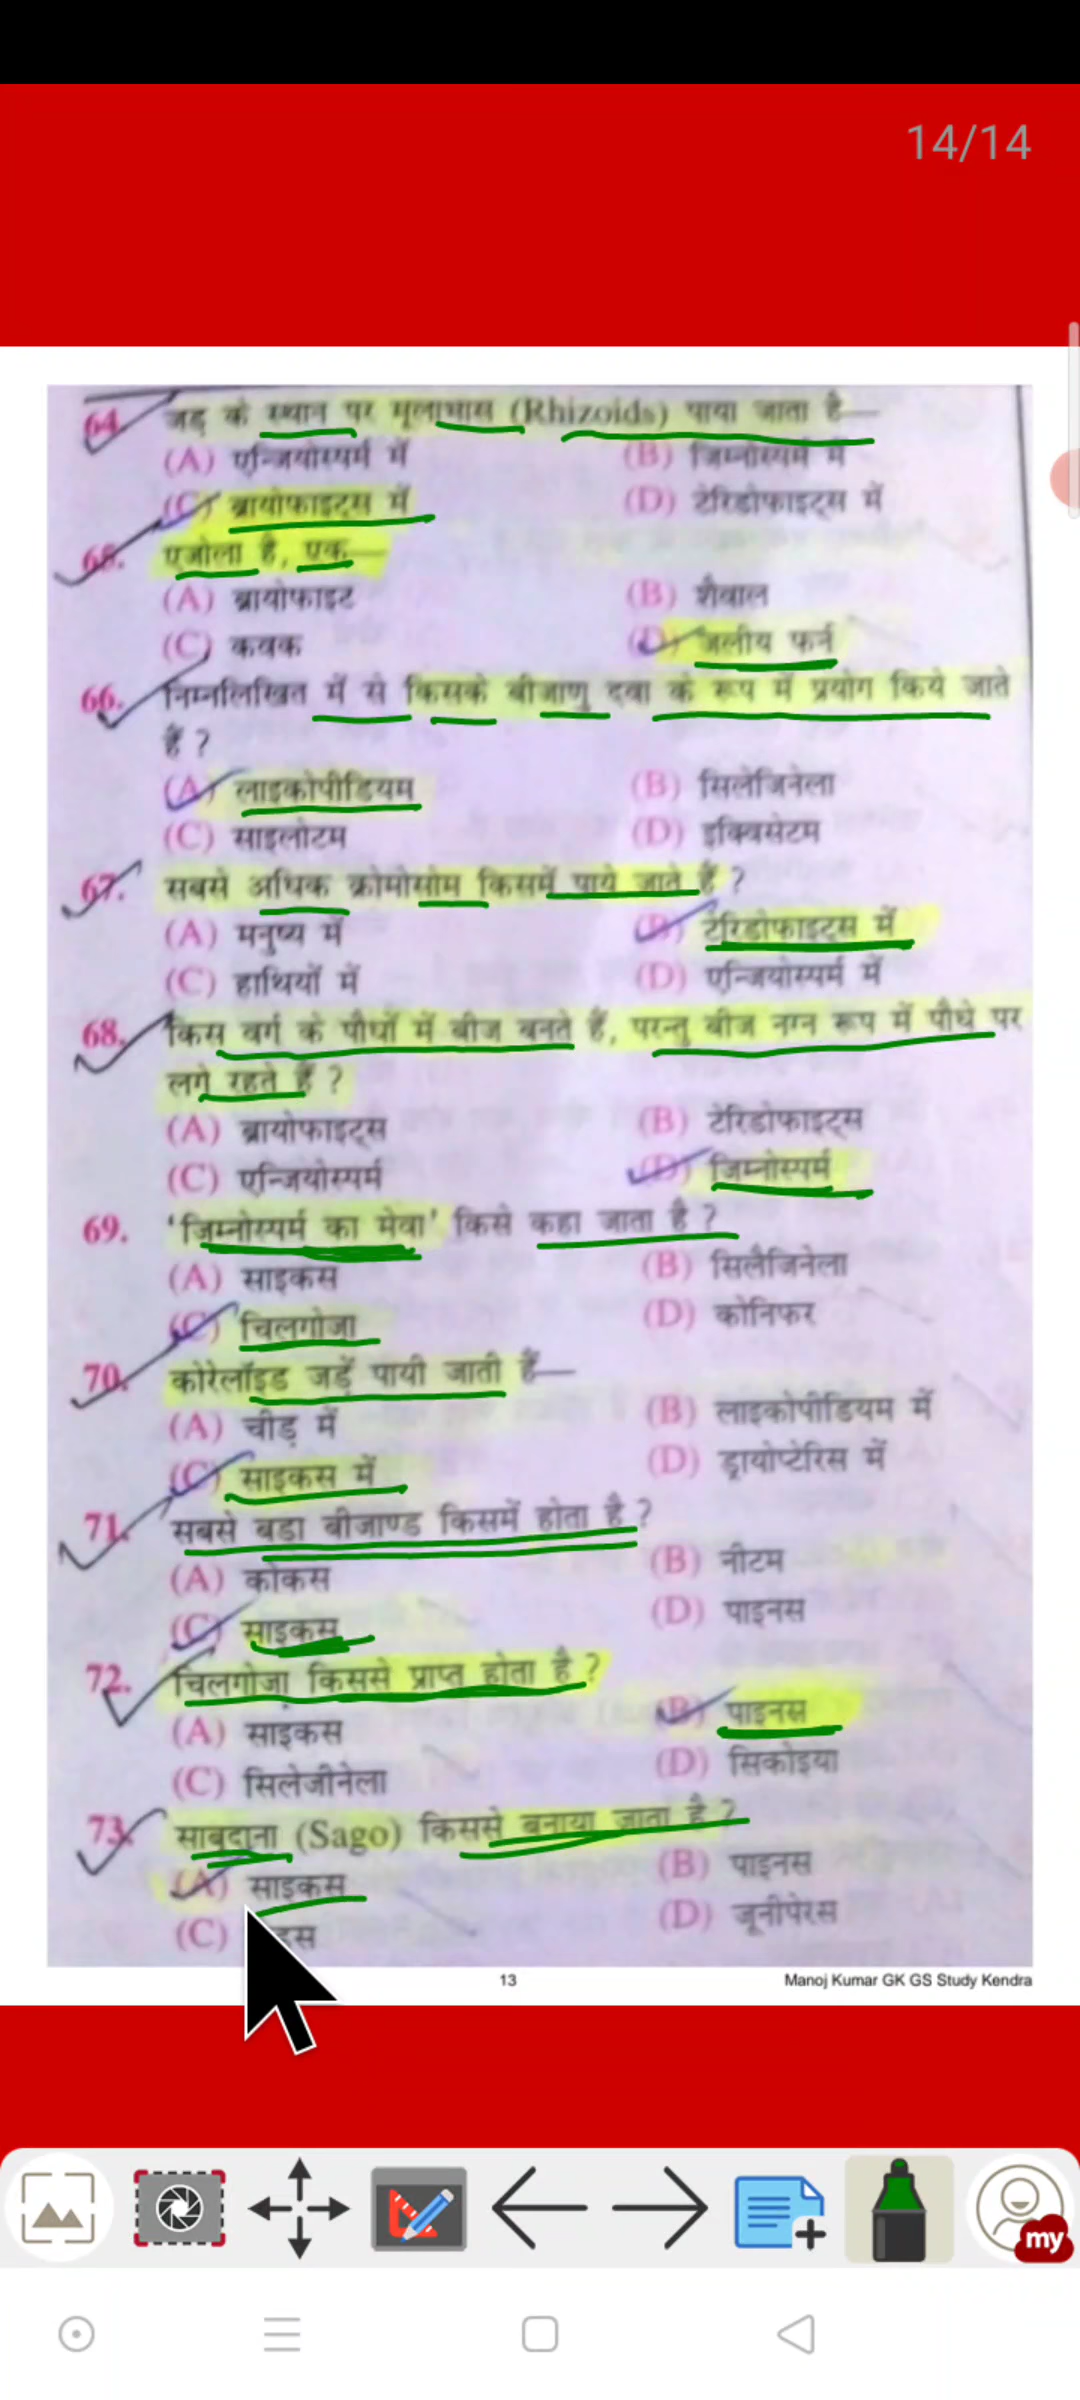 14/14
64. जड़ के स्थान पर मूलाभास (Rhizoids) पाया जाता है—
(A) एन्जियोस्पर्म में (B) जिम्नोस्पर्म में
(C) ब्रायोफाइट्स में (D) टेरिडोफाइट्स में
65. एजोला है, एक—
(A) ब्रायोफाइट (B) शैवाल
(C) कवक (D) जलीय फर्न
66. निम्नलिखित में से किसके बीजाणु दवा के रूप में प्रयोग किये जाते
हैं ?
(A) लाइकोपीडियम (B) सिलेजिनेला
(C) साइलोटम (D) इक्विसेटम
67. सबसे अधिक क्रोमोसोम किसमें पाये जाते हैं ?
(A) मनुष्य में (B) टेरिडोफाइट्स में
(C) हाथियों में (D) एन्जियोस्पर्म में
68. किस वर्ग के पौधों में बीज बनते हैं, परन्तु बीज नग्न रूप में पौधे पर
लगे रहते हैं ?
(A) ब्रायोफाइट्स (B) टेरिडोफाइट्स
(C) एन्जियोस्पर्म (D) जिम्नोस्पर्म
69. 'जिम्नोस्पर्म का मेवा' किसे कहा जाता है ?
(A) साइकस (B) सिलैजिनेला
(C) चिलगोजा (D) कोनिफर
70. कोरेलॉइड जड़ें पायी जाती हैं—
(A) चीड़ में (B) लाइकोपीडियम में
(C) साइकस में (D) ड्रायोप्टेरिस में
71. सबसे बडा बीजाण्ड किसमें होता है ?
(A) कोकस (B) नीटम
(C) साइकस (D) पाइनस
72. चिलगोजा किससे प्राप्त होता है ?
(A) साइकस (B) पाइनस
(C) सिलेजीनेला (D) सिकोइया
73. साबुदाना (Sago) किससे बनाया जाता है ?
(A) साइकस (B) पाइनस
(C) (D) जूनीपेरस
13 Manoj Kumar GK GS Study Kendra
my